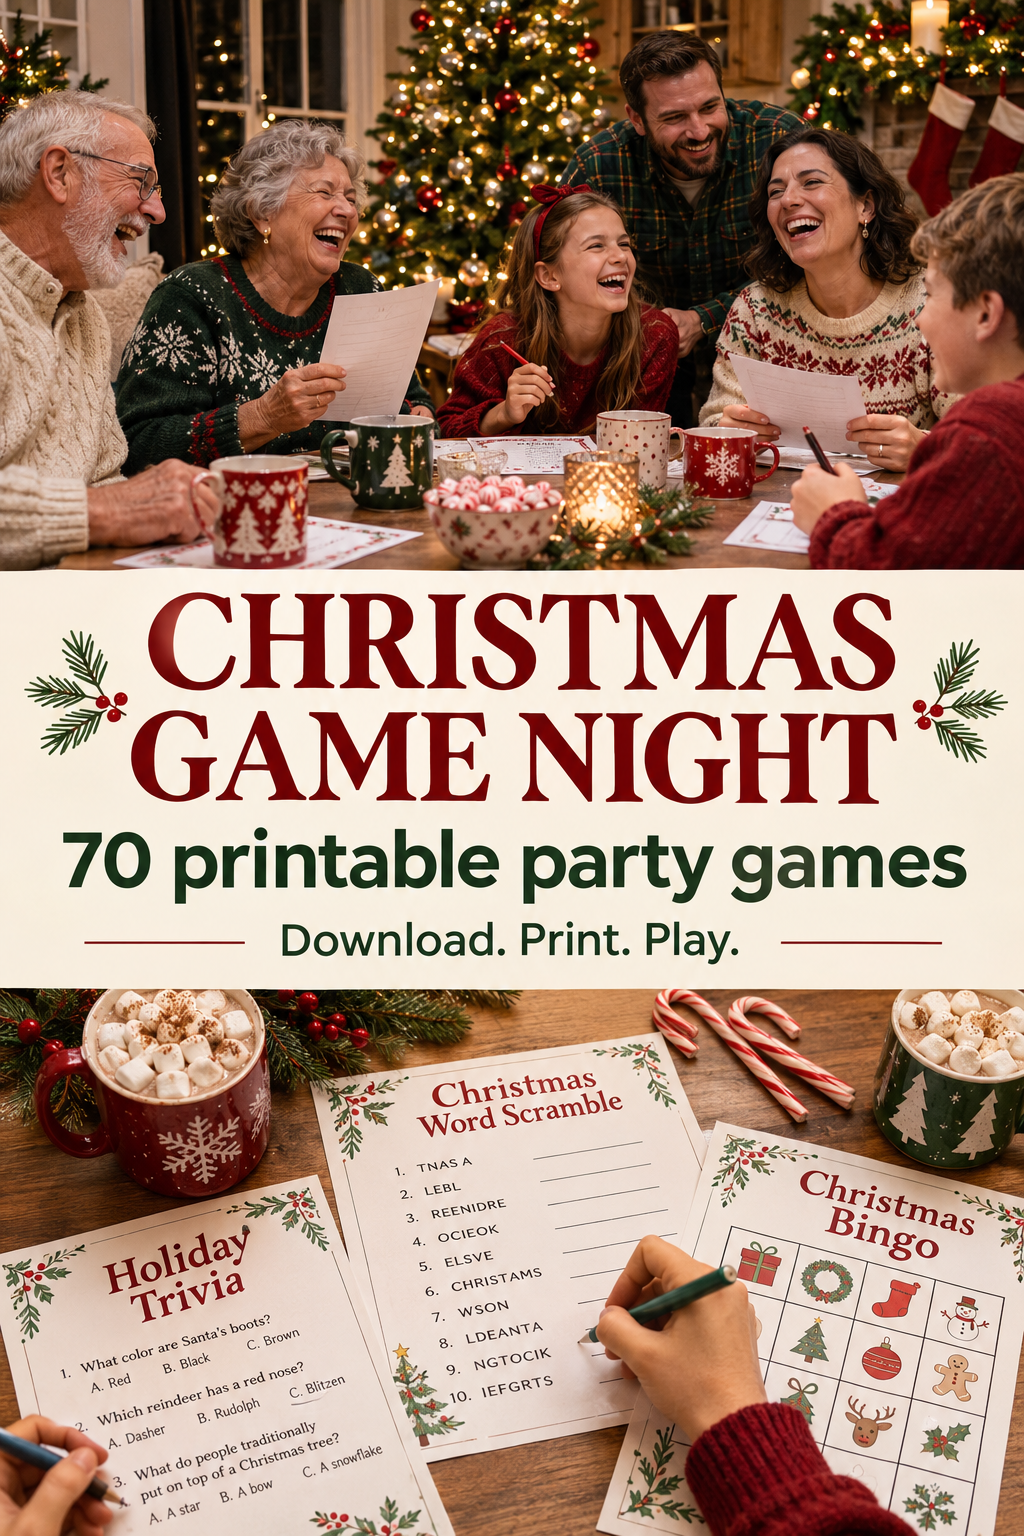 CHRISTMAS
GAME NIGHT
70 printable party games
Download. Print. Play.
Holiday
Trivia
1. What color are Santa's boots?
A. Red B. Black C. Brown
2. Which reindeer has a red nose?
A. Dasher B. Rudolph C. Blitzen
3. What do people traditionally
put on top of a Christmas tree?
A. A star B. A bow C. A snowflake
Christmas
Word Scramble
1. TNAS A
2. LEBL
3. REENIDRE
4. OCIEOK
5. ELSVE
6. CHRISTAMS
7. WSON
8. LDEANTA
9. NGTOCIK
10. IEFGRTS
Christmas
Bingo